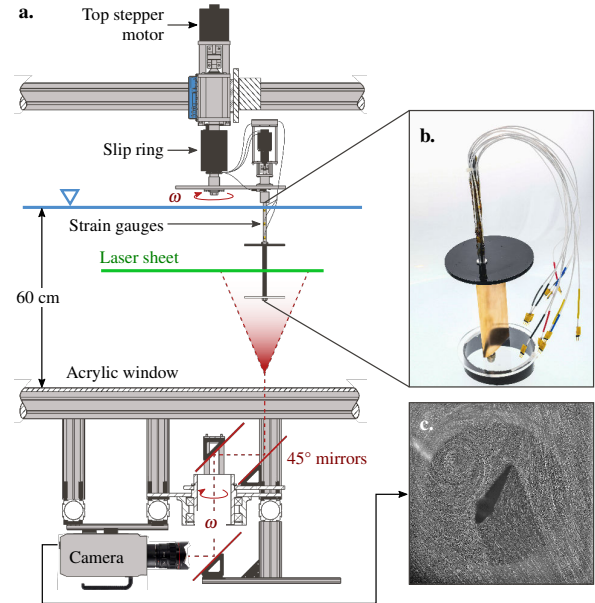 a.
Top stepper
motor
Slip ring
ω
Strain gauges
Laser sheet
60 cm
Acrylic window
45° mirrors
ω
Camera
b.
c.